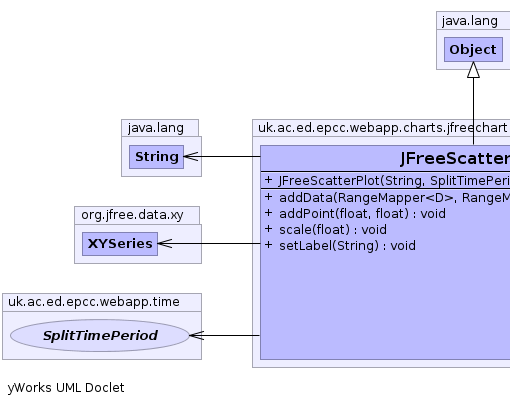 java.lang
Object
java.lang
String
uk.ac.ed.epcc.webapp.charts.jfreechart
JFreeScatter
+ JFreeScatterPlot(String, SplitTimePeri
+ addData(RangeMapper<D>, RangeM
+ addPoint(float, float) : void
+ scale(float) : void
+ setLabel(String) : void
org.jfree.data.xy
XYSeries
uk.ac.ed.epcc.webapp.time
SplitTimePeriod
yWorks UML Doclet